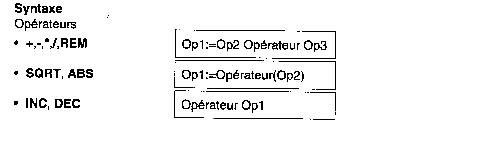 Syntaxe
Opérateurs
• +,-,*,/,REM
Op1:=Op2 Opérateur Op3
• SQRT, ABS
Op1:=Opérateur(Op2)
• INC, DEC
Opérateur Op1